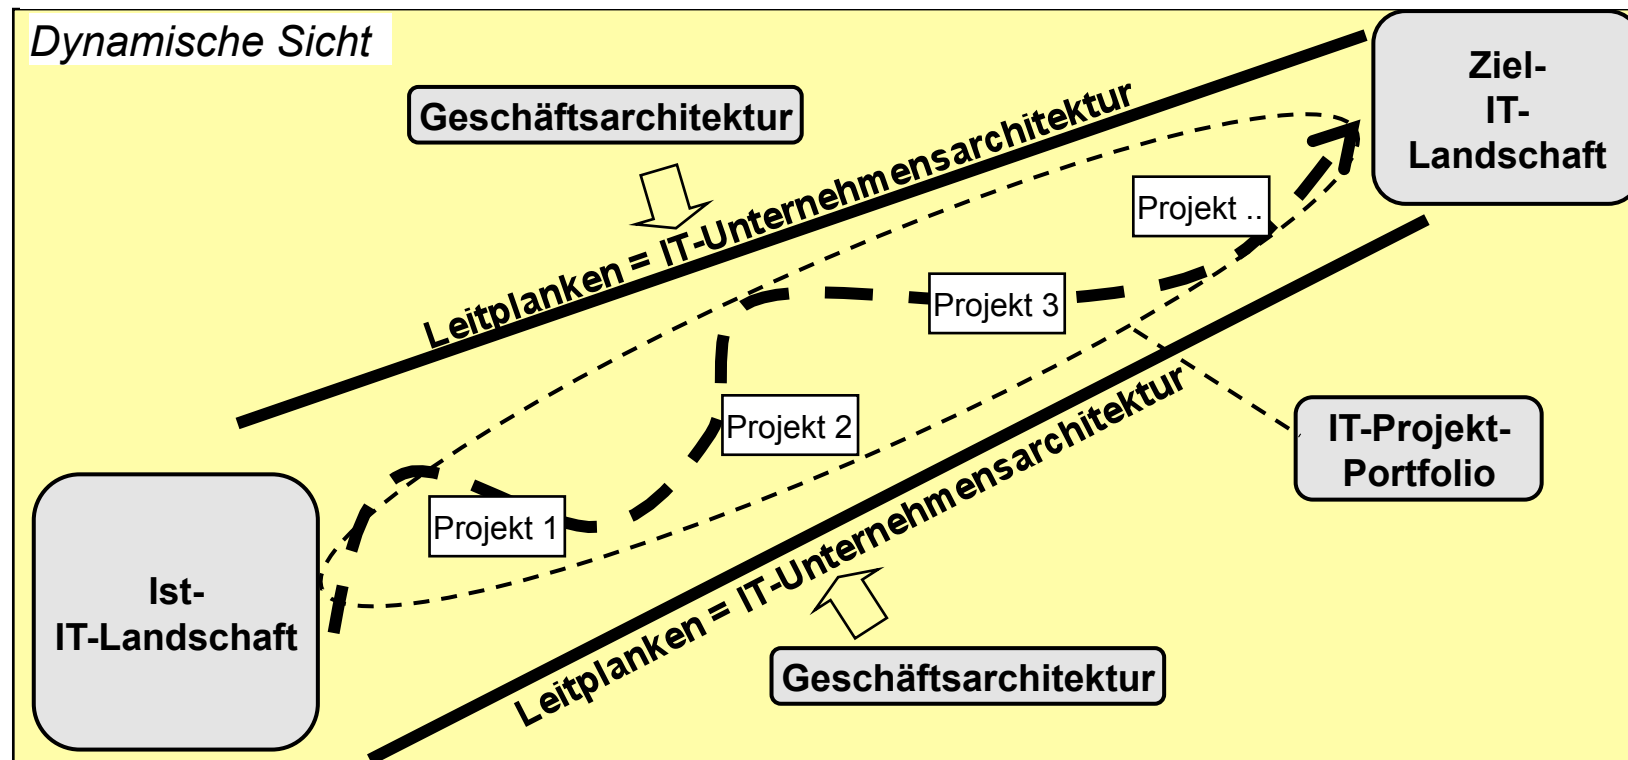 Dynamische Sicht
Geschäftsarchitektur
Leitplanken = IT-Unternehmensarchitektur
Ziel-
IT-
Landschaft
Projekt ..
Projekt 3
Projekt 2
Projekt 1
IT-Projekt-
Portfolio
Ist-
IT-Landschaft
Leitplanken = IT-Unternehmensarchitektur
Geschäftsarchitektur